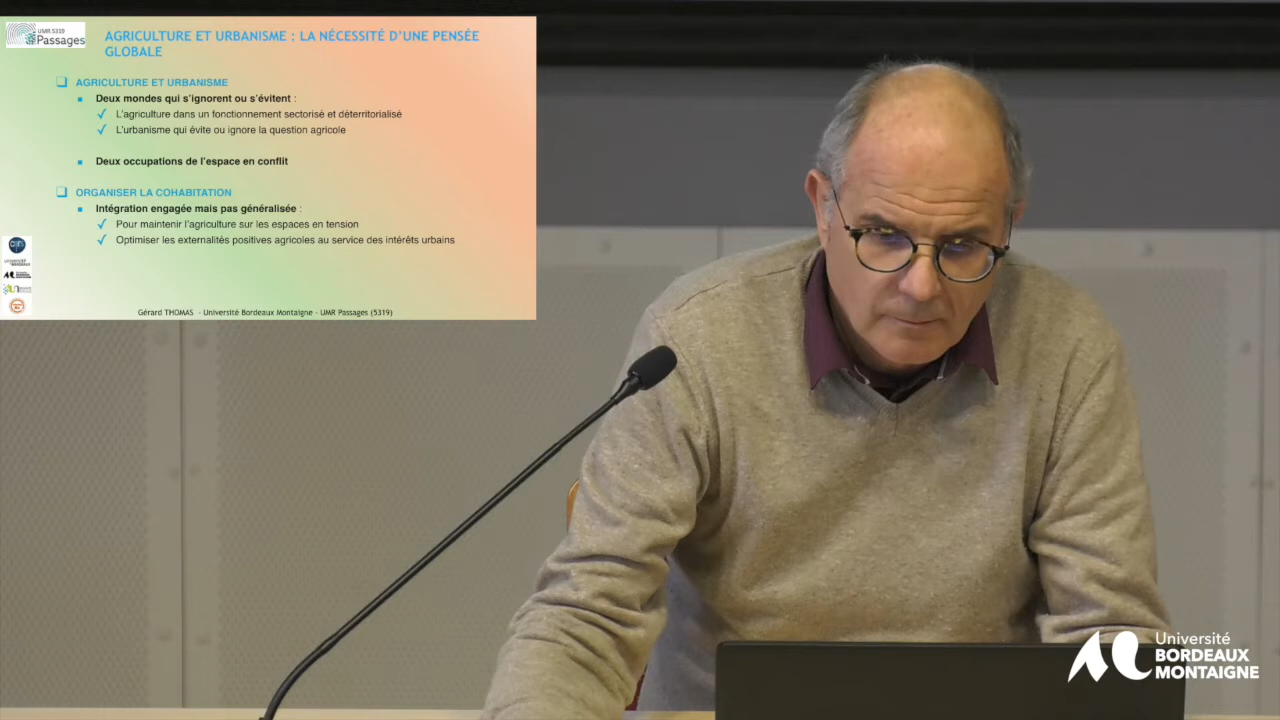 UMR 5319
Passages
AGRICULTURE ET URBANISME : LA NÉCESSITÉ D'UNE PENSÉE
GLOBALE
AGRICULTURE ET URBANISME
Deux mondes qui s'ignorent ou s'évitent :
L'agriculture dans un fonctionnement sectorisé et déterritorialisé
L'urbanisme qui évite ou ignore la question agricole
Deux occupations de l'espace en conflit
ORGANISER LA COHABITATION
Intégration engagée mais pas généralisée :
Pour maintenir l'agriculture sur les espaces en tension
Optimiser les externalités positives agricoles au service des intérêts urbains
Gérard THOMAS - Université Bordeaux Montaigne - UMR Passages (5319)
Université
BORDEAUX
MONTAIGNE